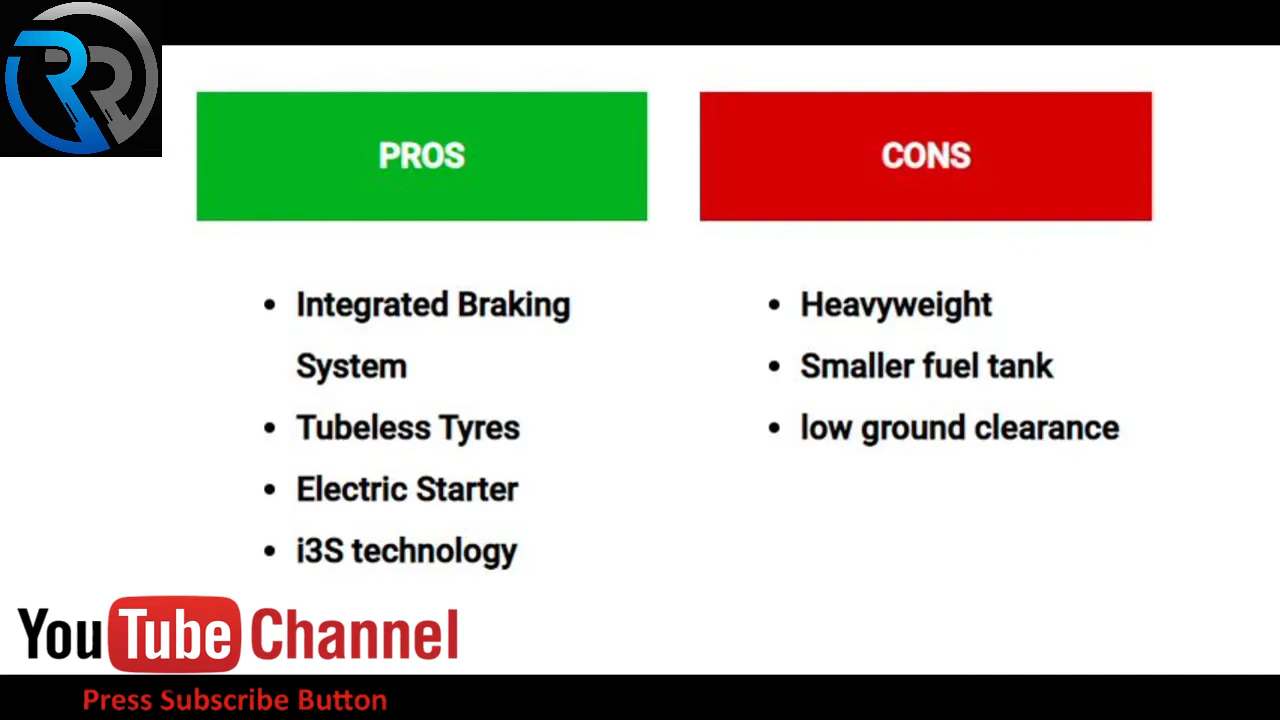 RR
PROS
CONS
Integrated Braking
System
Tubeless Tyres
Electric Starter
i3S technology
Heavyweight
Smaller fuel tank
low ground clearance
YouTube Channel
Press Subscribe Button